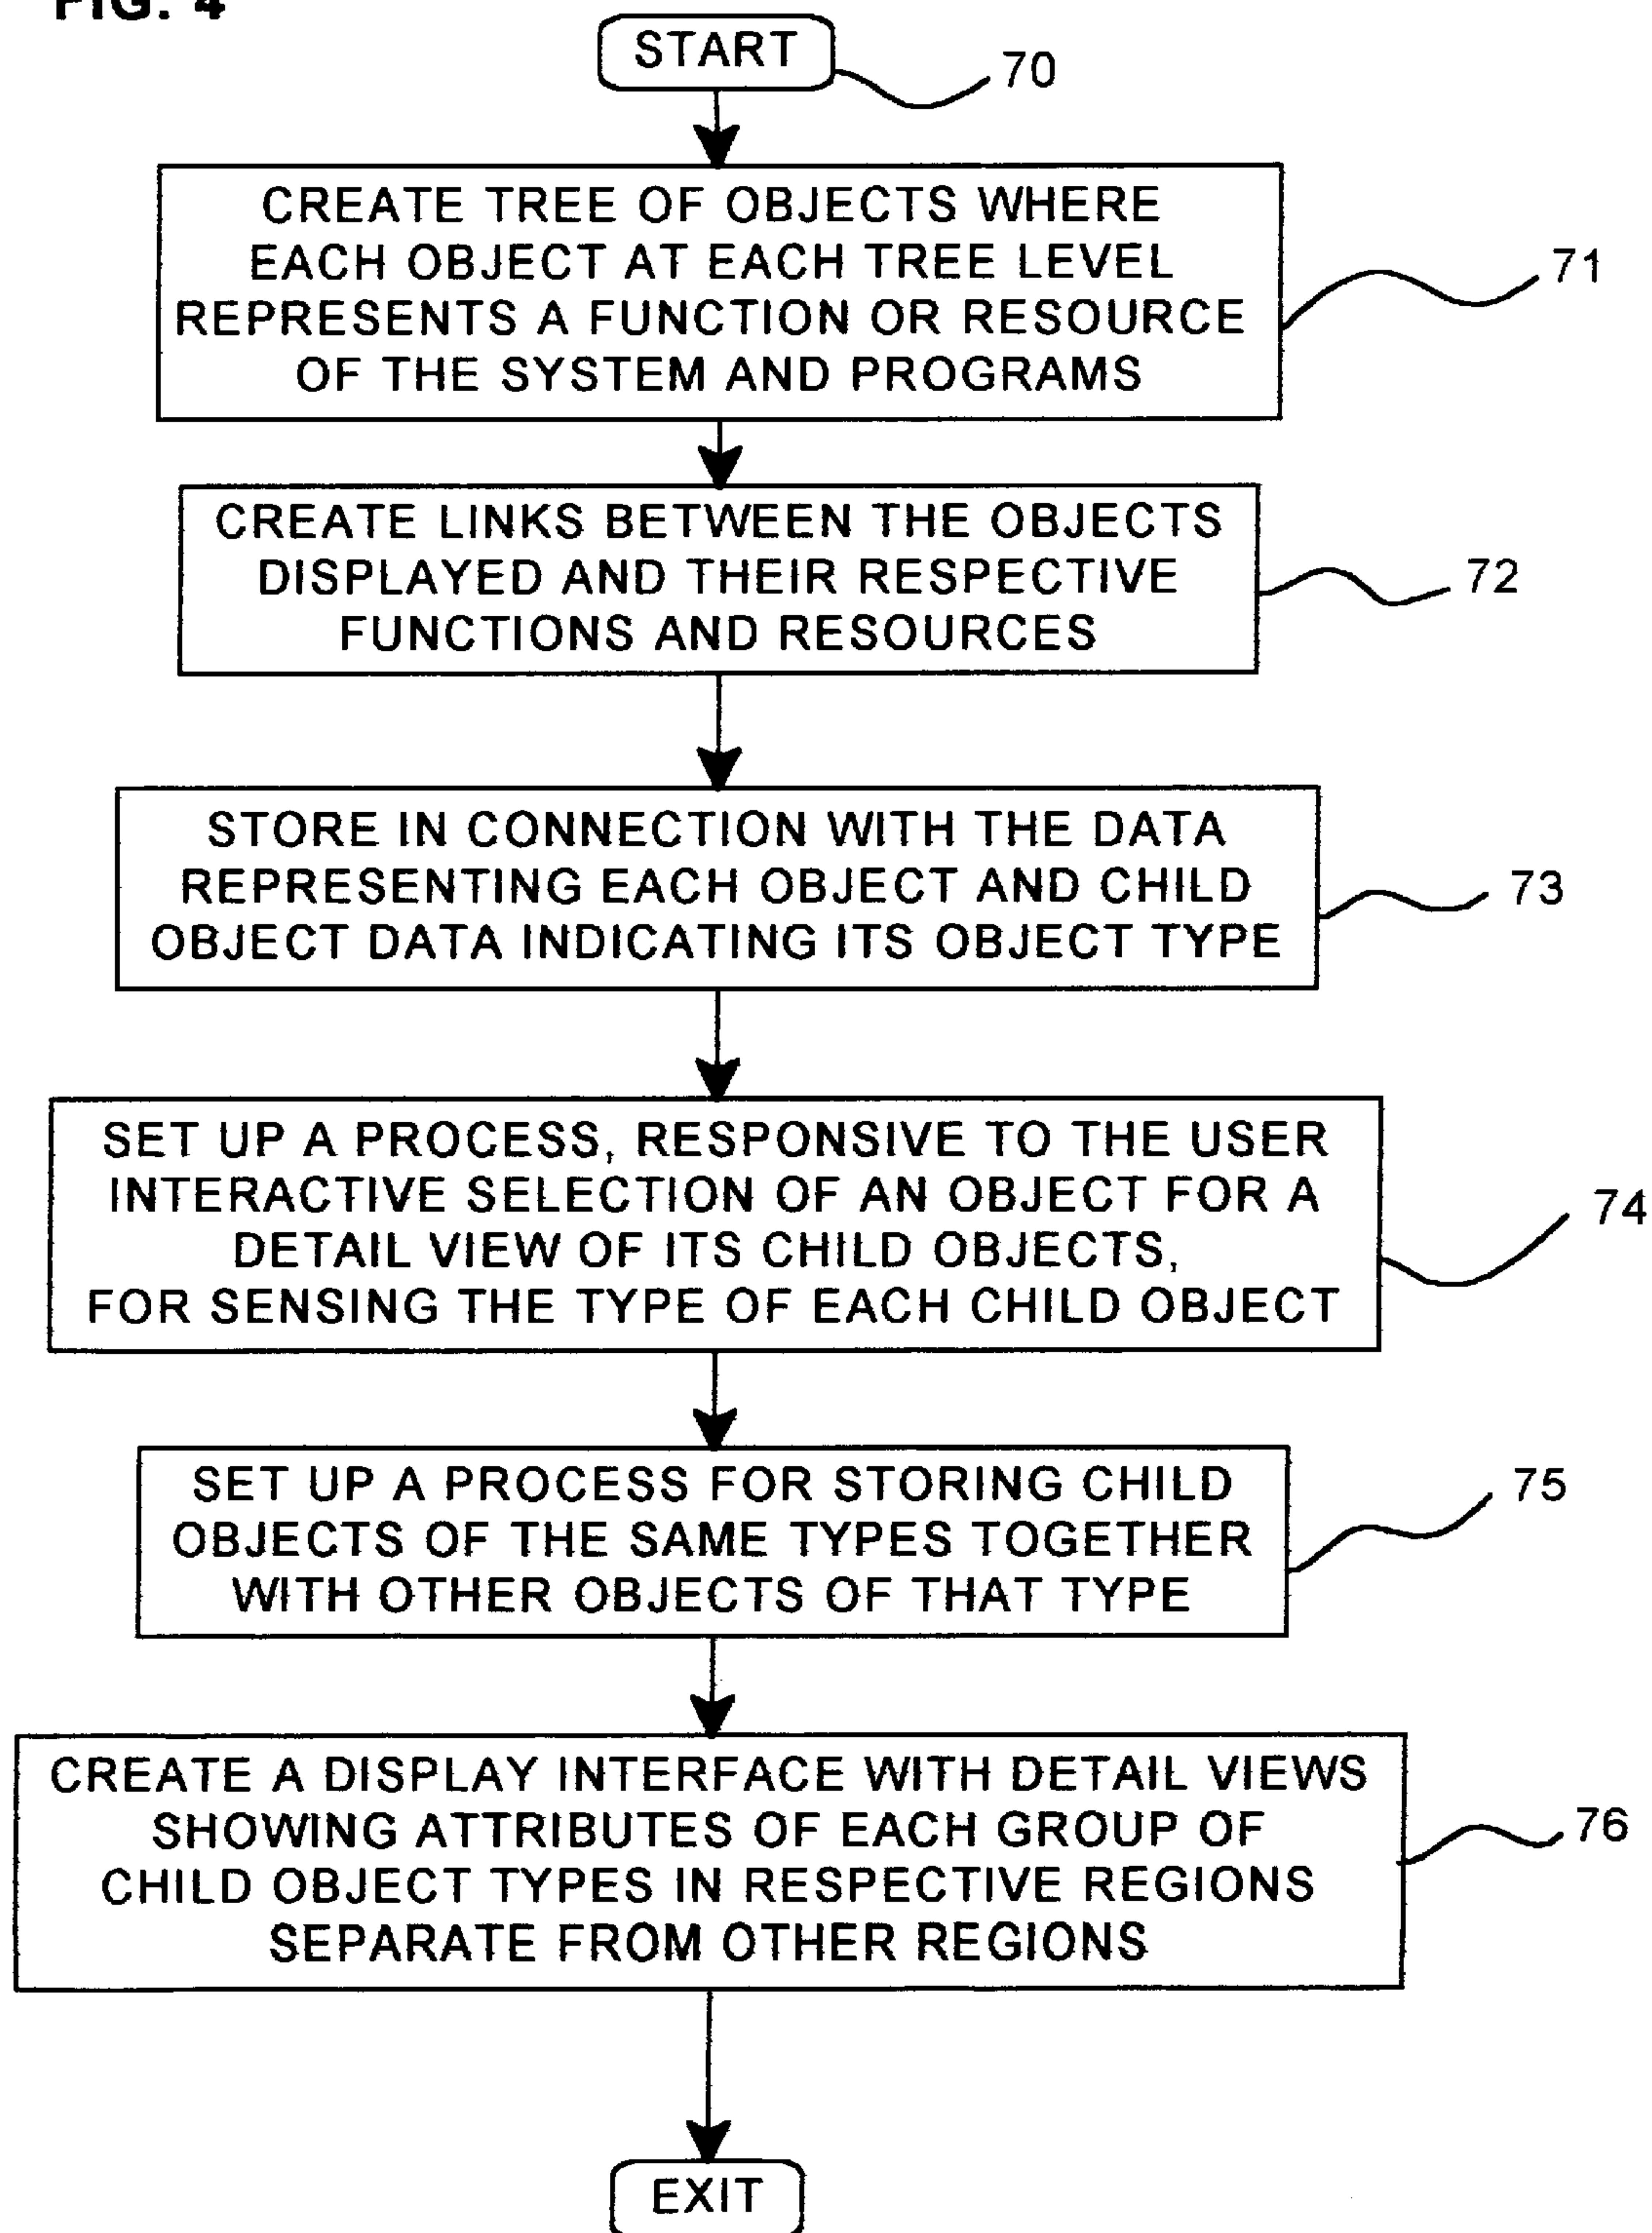 FIG. 4
START
70
CREATE TREE OF OBJECTS WHERE
EACH OBJECT AT EACH TREE LEVEL
REPRESENTS A FUNCTION OR RESOURCE
OF THE SYSTEM AND PROGRAMS
71
CREATE LINKS BETWEEN THE OBJECTS
DISPLAYED AND THEIR RESPECTIVE
FUNCTIONS AND RESOURCES
72
STORE IN CONNECTION WITH THE DATA
REPRESENTING EACH OBJECT AND CHILD
OBJECT DATA INDICATING ITS OBJECT TYPE
73
SET UP A PROCESS, RESPONSIVE TO THE USER
INTERACTIVE SELECTION OF AN OBJECT FOR A
DETAIL VIEW OF ITS CHILD OBJECTS,
FOR SENSING THE TYPE OF EACH CHILD OBJECT
74
SET UP A PROCESS FOR STORING CHILD
OBJECTS OF THE SAME TYPES TOGETHER
WITH OTHER OBJECTS OF THAT TYPE
75
CREATE A DISPLAY INTERFACE WITH DETAIL VIEWS
SHOWING ATTRIBUTES OF EACH GROUP OF
CHILD OBJECT TYPES IN RESPECTIVE REGIONS
SEPARATE FROM OTHER REGIONS
76
EXIT